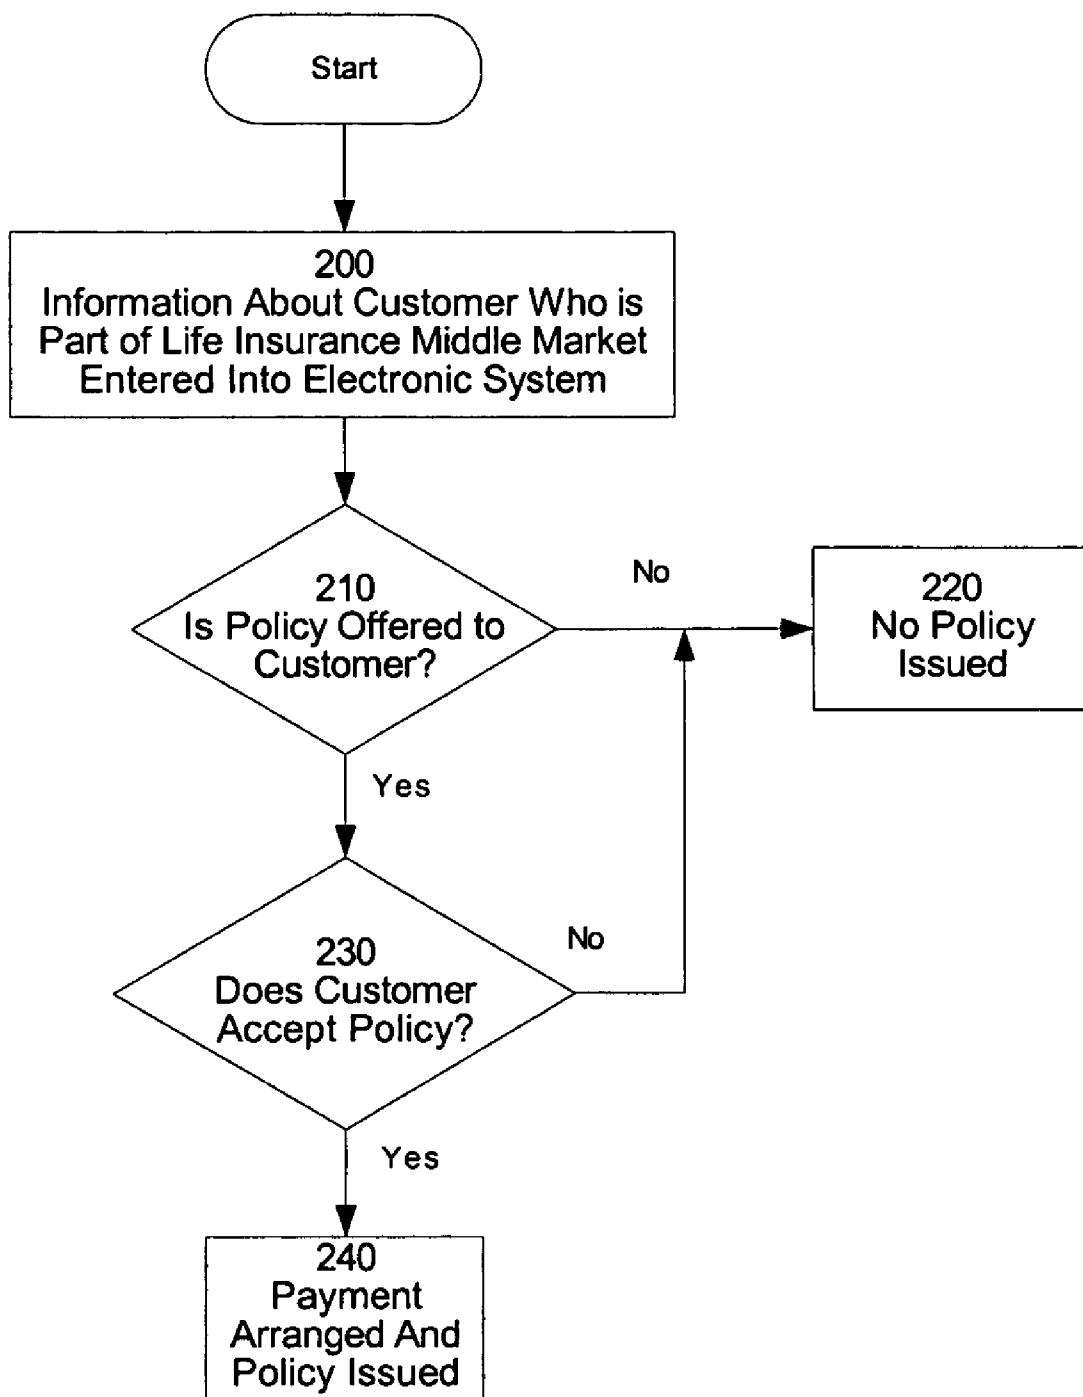 Start
200
Information About Customer Who is
Part of Life Insurance Middle Market
Entered Into Electronic System
210
Is Policy Offered to
Customer?
No
220
No Policy
Issued
Yes
230
Does Customer
Accept Policy?
No
Yes
240
Payment
Arranged And
Policy Issued